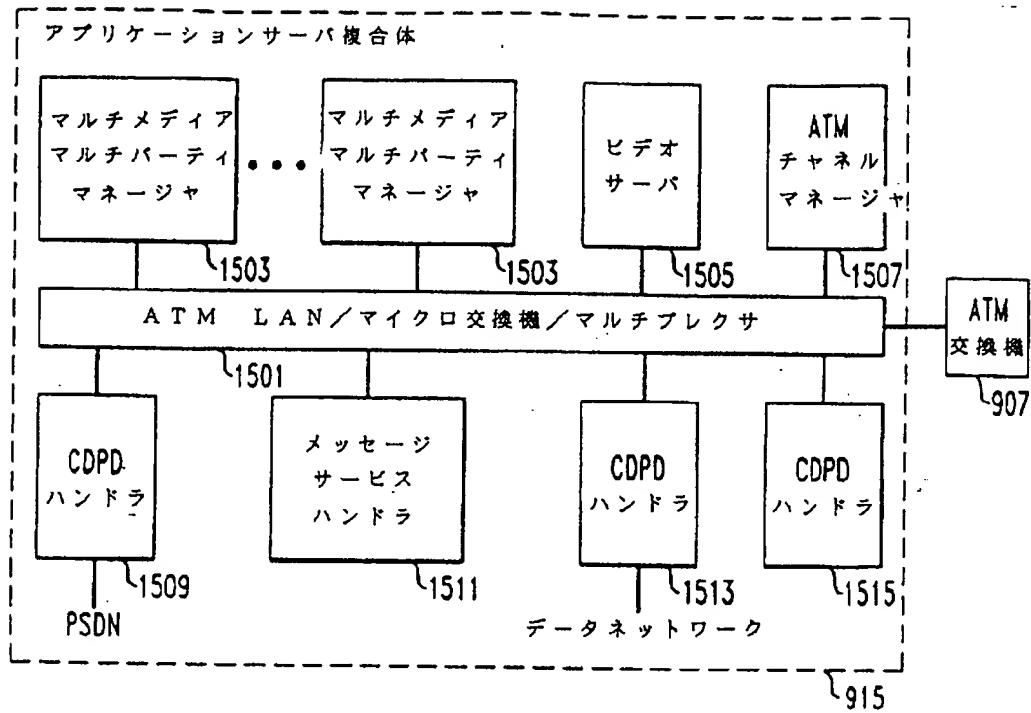 アプリケーションサーバ複合体
マルチメディア
マルチパーティ
マネージャ
マルチメディア
マルチパーティ
マネージャ
ビデオ
サーバ
ATM
チャネル
マネージャ
1503
1503
1505
1507
ATM LAN/マイクロ交換機/マルチプレクサ
ATM
交換機
1501
907
CDPD
ハンドラ
メッセージ
サービス
ハンドラ
CDPD
ハンドラ
CDPD
ハンドラ
1509
1511
1513
1515
PSDN
データネットワーク
915